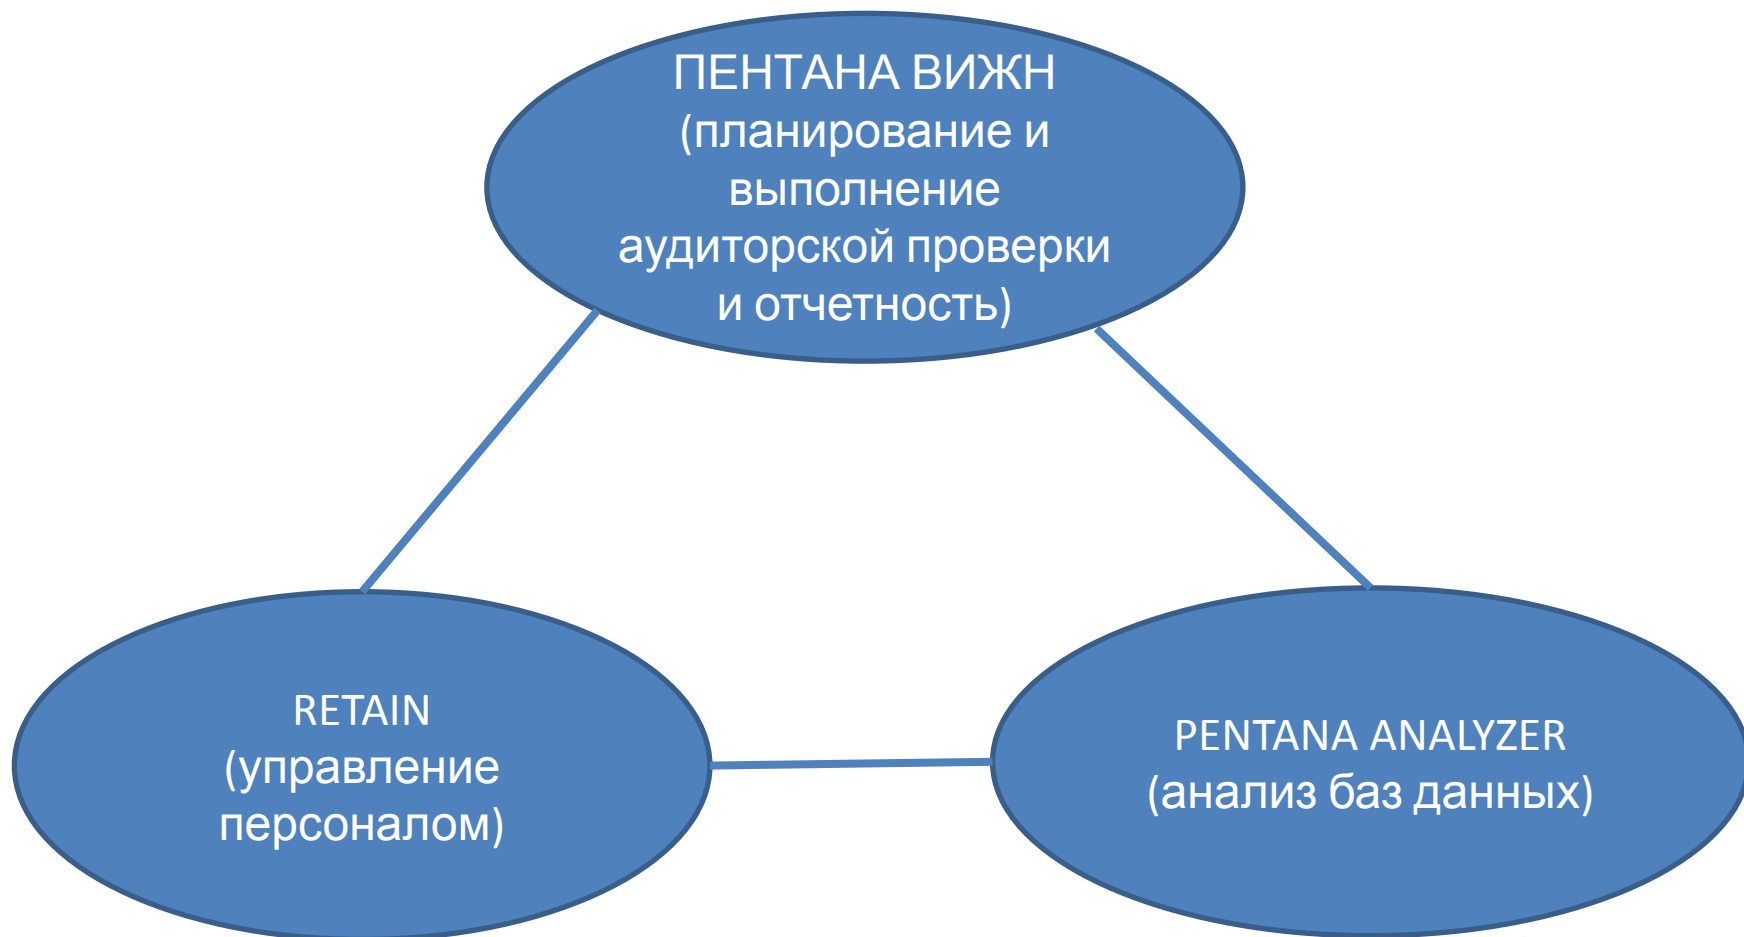 ПЕНТАНА ВИЖН
(планирование и
выполнение
аудиторской проверки
и отчетность)
RETAIN
(управление
персоналом)
PENTANA ANALYZER
(анализ баз данных)